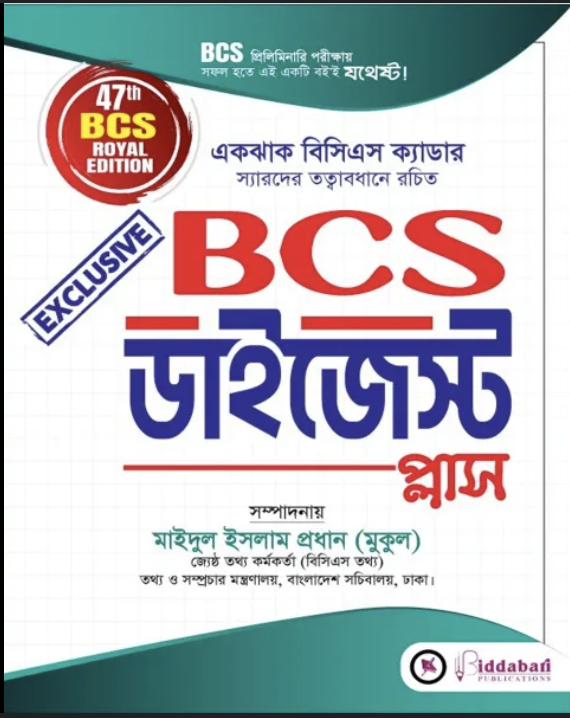 BCS প্রিলিমিনারি পরীক্ষায়
সফল হতে এই একটি বই'ই যথেষ্ট!
47th
BCS
ROYAL
EDITION
একঝাক বিসিএস ক্যাডার
স্যারদের তত্বাবধানে রচিত
EXCLUSIVE
BCS
ডাইজেস্ট
প্লাস
সম্পাদনায়
মাইদুল ইসলাম প্রধান (মুকুল)
জ্যেষ্ঠ তথ্য কর্মকর্তা (বিসিএস তথ্য)
তথ্য ও সম্প্রচার মন্ত্রণালয়, বাংলাদেশ সচিবালয়, ঢাকা।
Biddabari
PUBLICATIONS